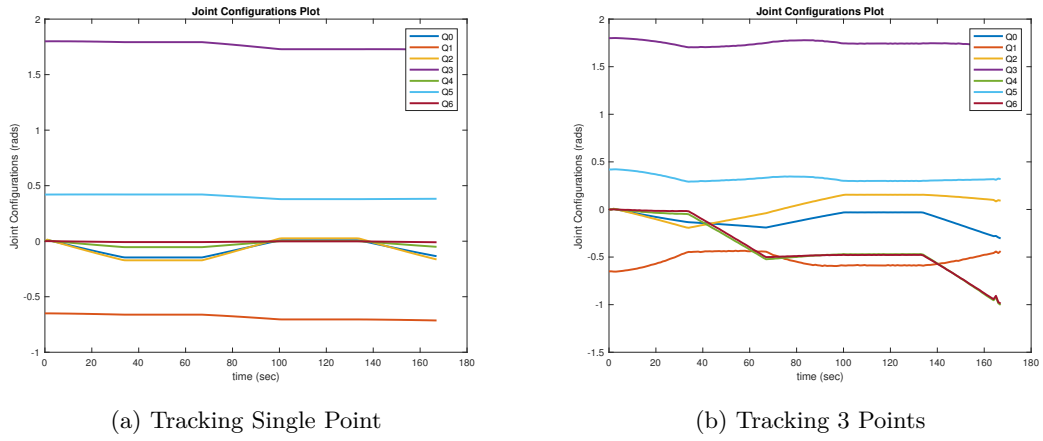 Joint Configurations Plot
2
1.5
1
0.5
0
-0.5
-1
0 20 40 60 80 100 120 140 160 180
time (sec)
Joint Configurations (rads)
Q0
Q1
Q2
Q3
Q4
Q5
Q6
(a) Tracking Single Point
Joint Configurations Plot
2
1.5
1
0.5
0
-0.5
-1
-1.5
0 20 40 60 80 100 120 140 160 180
time (sec)
Joint Configurations (rads)
Q0
Q1
Q2
Q3
Q4
Q5
Q6
(b) Tracking 3 Points